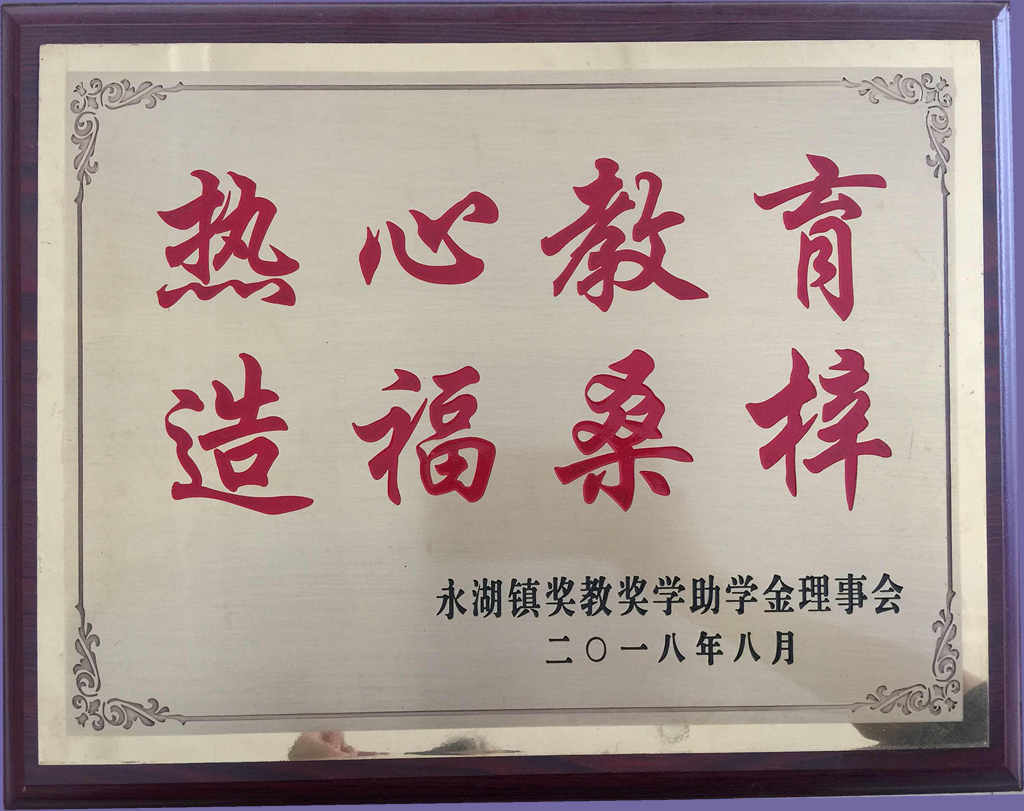 热心教育
造福桑梓
永湖镇奖教奖学助学金理事会
二〇一八年八月